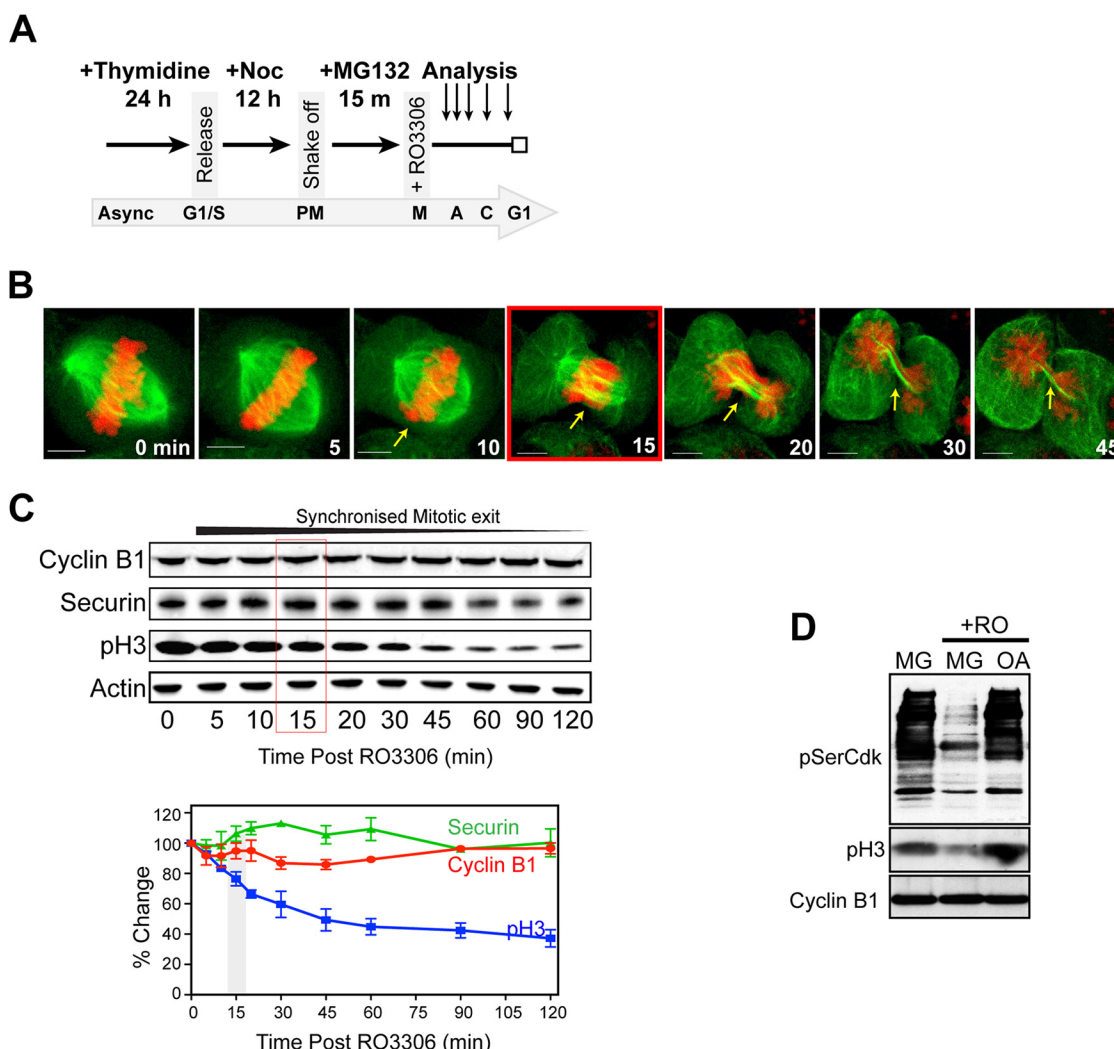 A
+Thymidine +Noc +MG132 Analysis
24 h 12 h 15 m
Release
Shake off
+ RO3306
Async G1/S PM M A C G1
B
0 min 5 10 15 20 30 45
C
Synchronised Mitotic exit
Cyclin B1
Securin
pH3
Actin
0 5 10 15 20 30 45 60 90 120
Time Post RO3306 (min)
120
100
80
60
40
20
0
% Change
Securin
Cyclin B1
pH3
0 15 30 45 60 75 90 105 120
Time Post RO3306 (min)
D
+RO
MG MG OA
pSerCdk
pH3
Cyclin B1